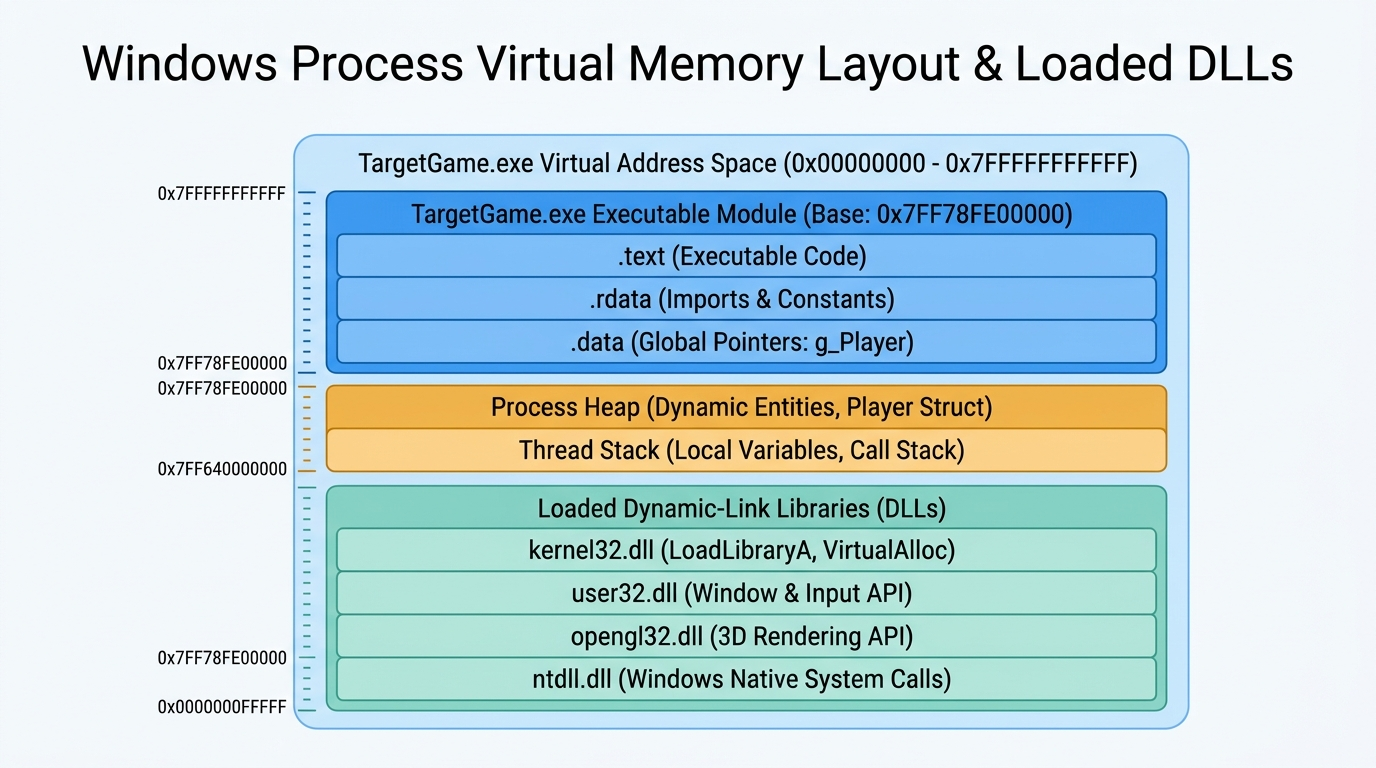 Windows Process Virtual Memory Layout & Loaded DLLs
TargetGame.exe Virtual Address Space (0x00000000 - 0x7FFFFFFFFFFF)
0x7FFFFFFFFFFF
TargetGame.exe Executable Module (Base: 0x7FF78FE00000)
.text (Executable Code)
.rdata (Imports & Constants)
.data (Global Pointers: g_Player)
0x7FF78FE00000
0x7FF78FE00000
Process Heap (Dynamic Entities, Player Struct)
Thread Stack (Local Variables, Call Stack)
0x7FF640000000
Loaded Dynamic-Link Libraries (DLLs)
kernel32.dll (LoadLibraryA, VirtualAlloc)
user32.dll (Window & Input API)
opengl32.dll (3D Rendering API)
0x7FF78FE00000
ntdll.dll (Windows Native System Calls)
0x0000000FFFFF